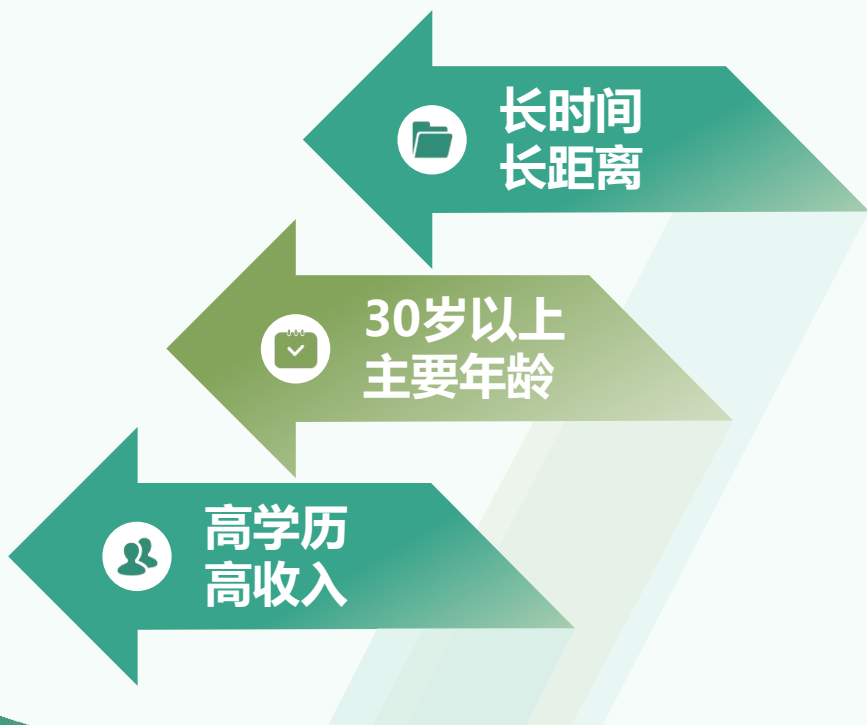 长时间
长距离
30岁以上
主要年龄
高学历
高收入